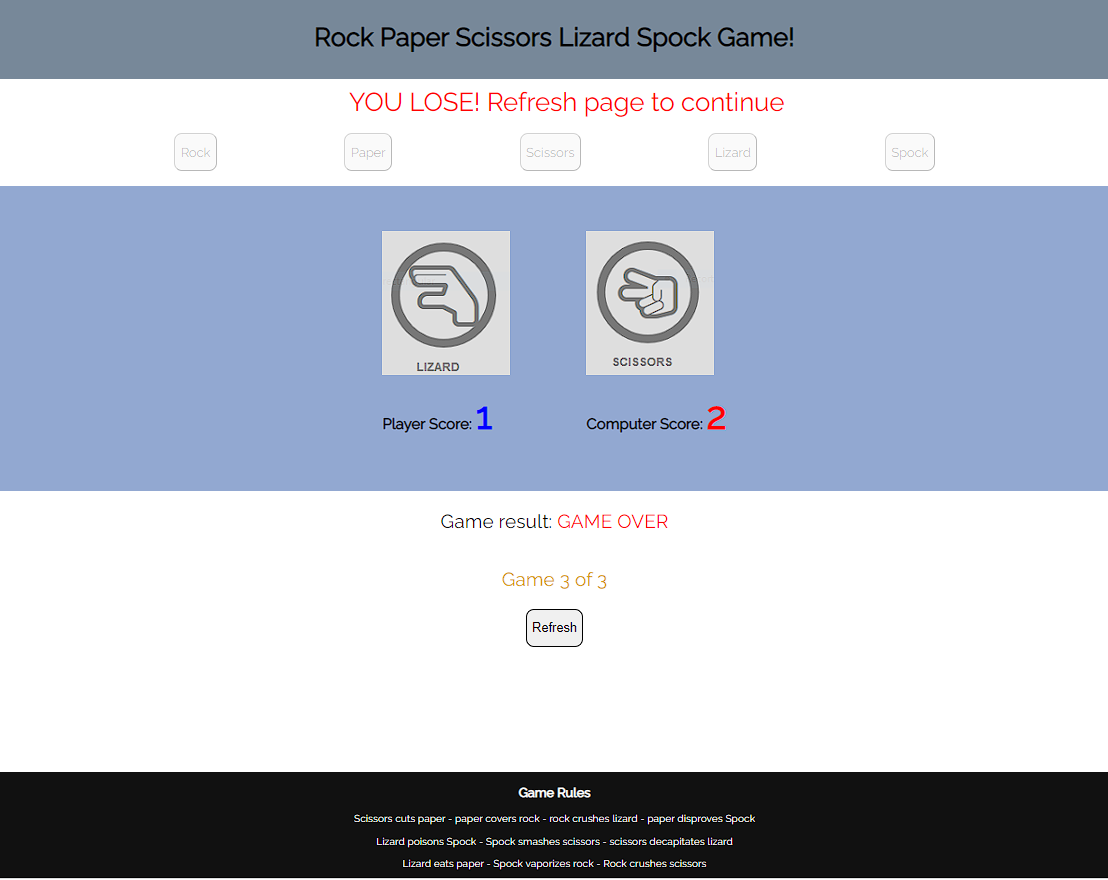 Rock Paper Scissors Lizard Spock Game!
YOU LOSE! Refresh page to continue
Rock Paper Scissors Lizard Spock
LIZARD SCISSORS
Player Score: 1 Computer Score: 2
Game result: GAME OVER
Game 3 of 3
Refresh
Game Rules
Scissors cuts paper - paper covers rock - rock crushes lizard - paper disproves Spock
Lizard poisons Spock - Spock smashes scissors - scissors decapitates lizard
Lizard eats paper - Spock vaporizes rock - Rock crushes scissors